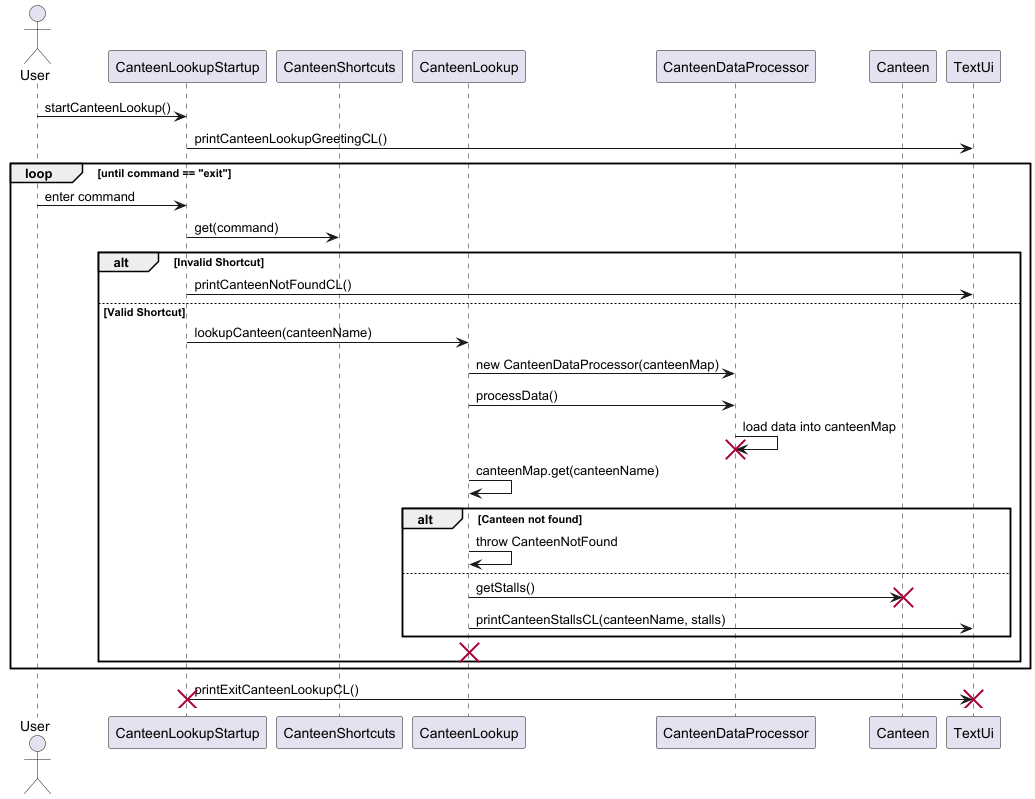 User
CanteenLookupStartup
CanteenShortcuts
CanteenLookup
CanteenDataProcessor
Canteen
TextUi
startCanteenLookup()
printCanteenLookupGreetingCL()
loop
[until command == "exit"]
enter command
get(command)
alt
[Invalid Shortcut]
printCanteenNotFoundCL()
[Valid Shortcut]
lookupCanteen(canteenName)
new CanteenDataProcessor(canteenMap)
processData()
load data into canteenMap
canteenMap.get(canteenName)
alt
[Canteen not found]
throw CanteenNotFound
getStalls()
printCanteenStallsCL(canteenName, stalls)
printExitCanteenLookupCL()
User
CanteenLookupStartup
CanteenShortcuts
CanteenLookup
CanteenDataProcessor
Canteen
TextUi